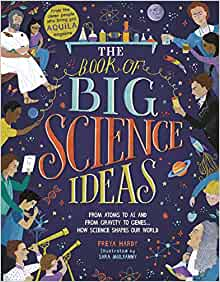 From the
clever people
who bring you
AQUILA
magazine
THE
BOOK OF
BIG
SCIENCE
IDEAS
FROM ATOMS TO AI AND
FROM GRAVITY TO GENES...
HOW SCIENCE SHAPES OUR WORLD
FREYA HARDY
Illustrated by
SARA MULVANNY